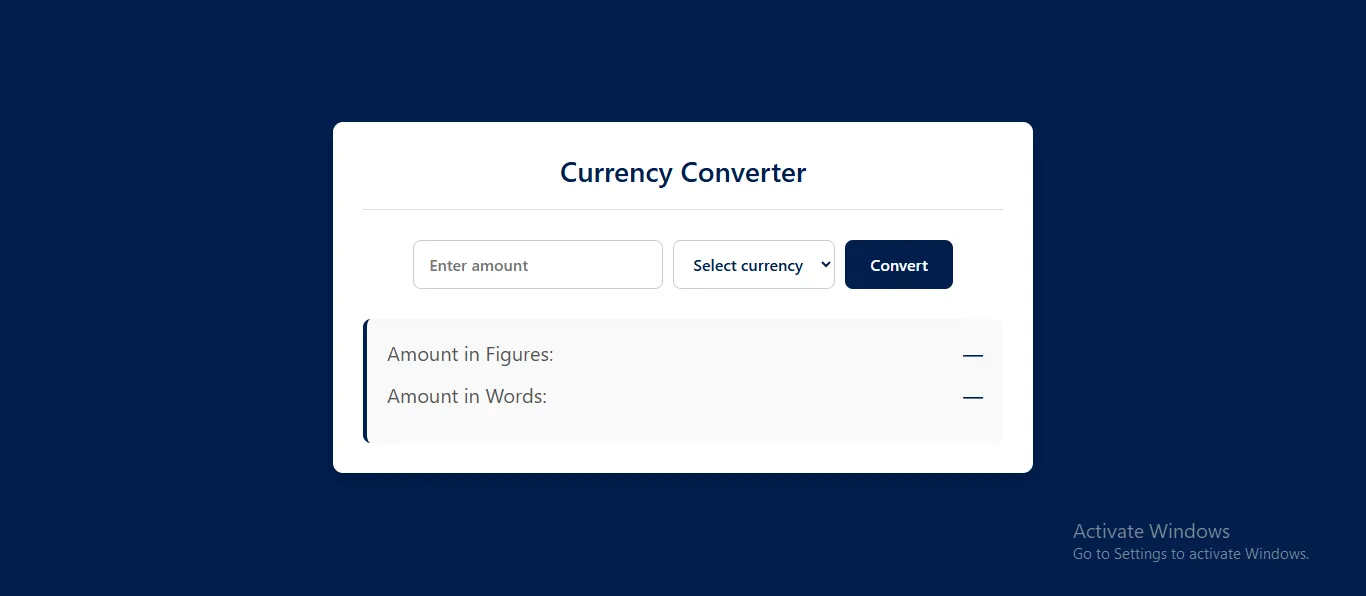 Currency Converter
Enter amount
Select currency
Convert
Amount in Figures: —
Amount in Words: —
Activate Windows
Go to Settings to activate Windows.